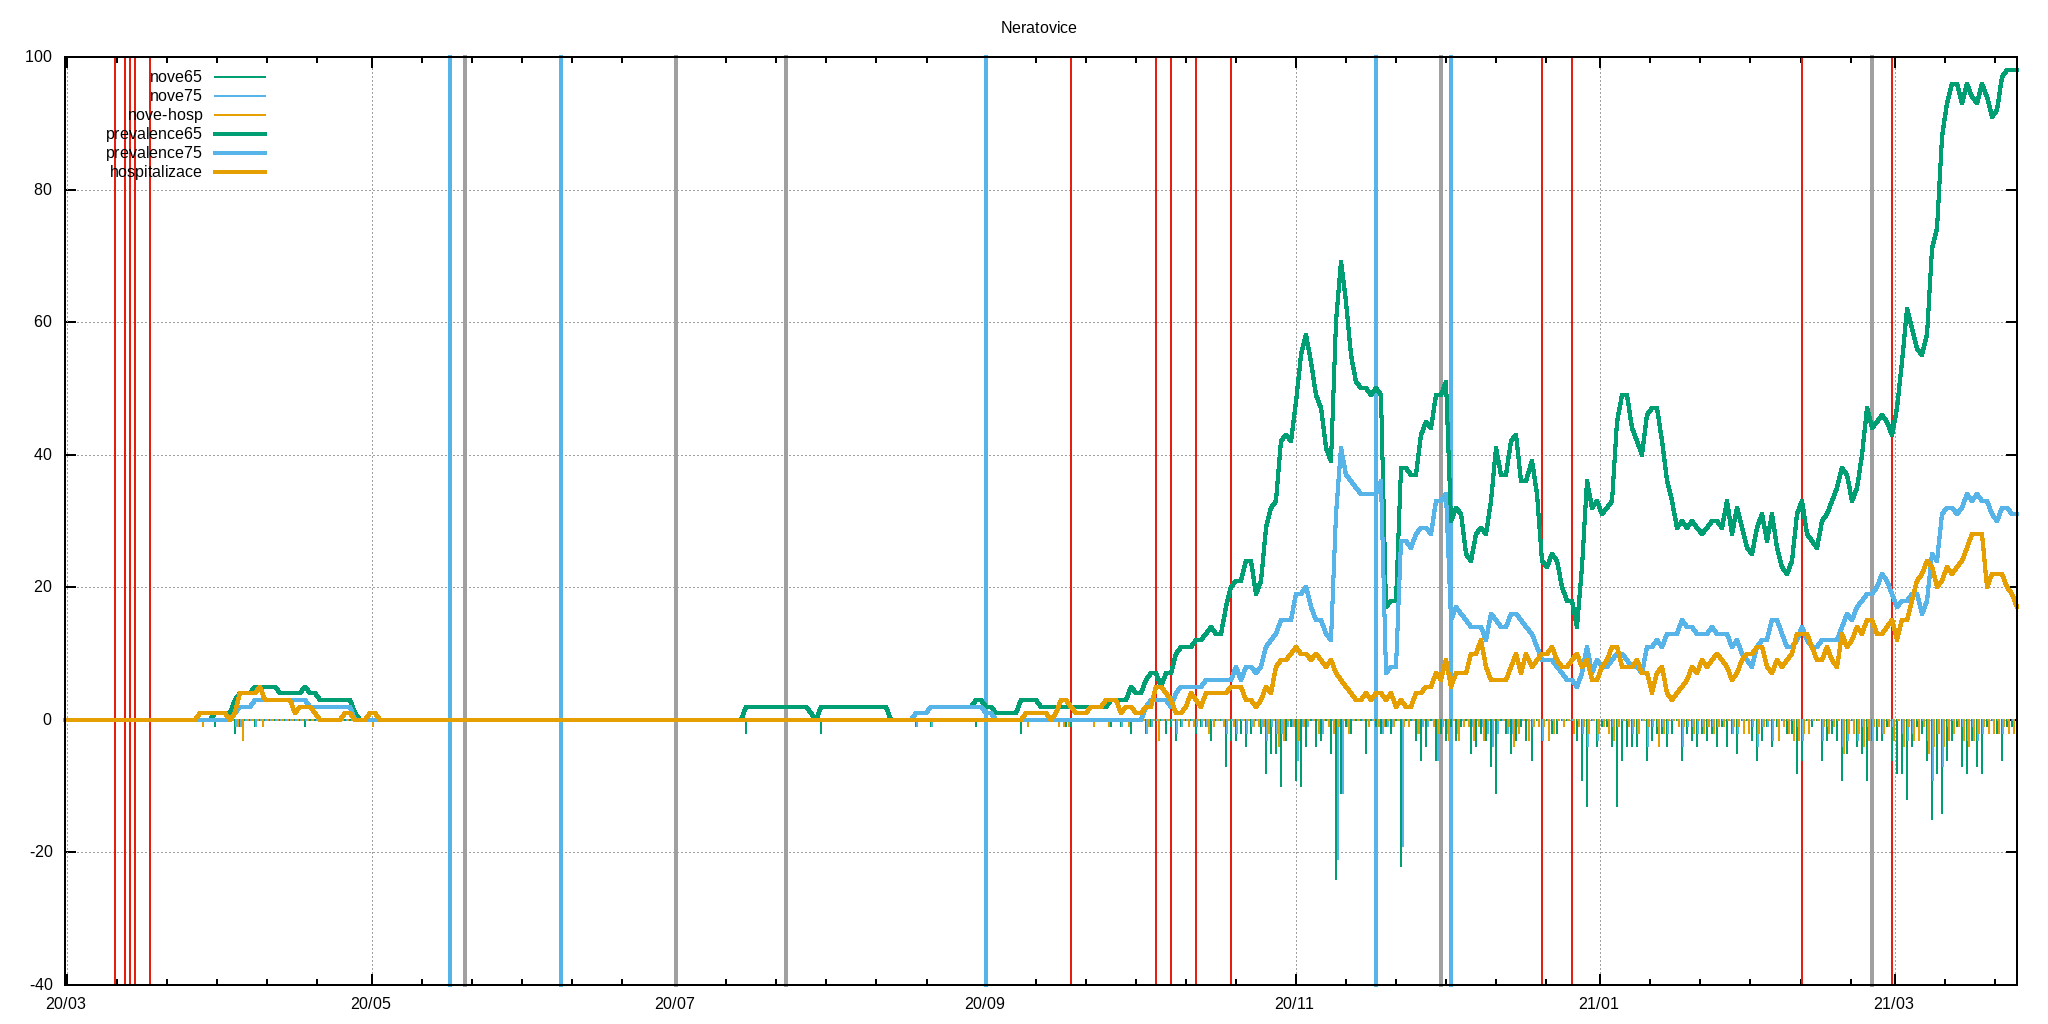 Neratovice
100
nove65
nove75
nove-hosp
prevalence65
prevalence75
hospitalizace
80
60
40
20
0
-20
-40
20/03 20/05 20/07 20/09 20/11 21/01 21/03